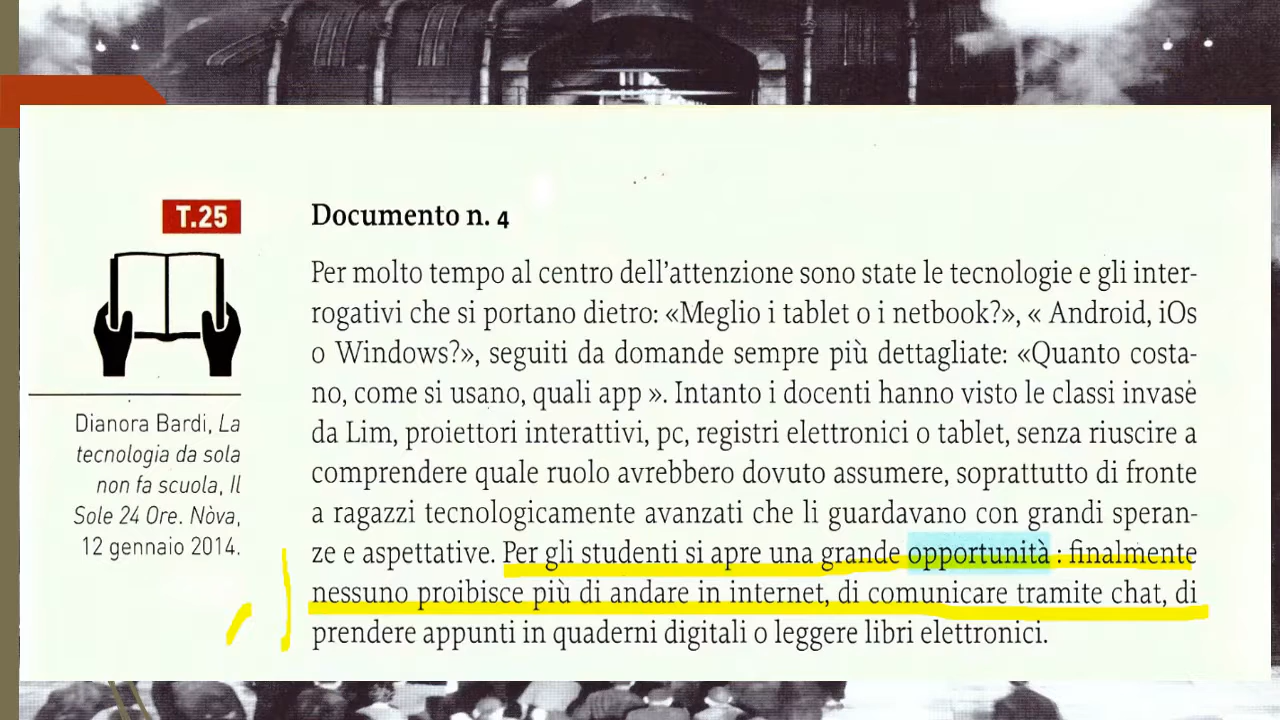 T.25
Dianora Bardi, La
tecnologia da sola
non fa scuola, Il
Sole 24 Ore. Nòva,
12 gennaio 2014.
Documento n. 4
Per molto tempo al centro dell’attenzione sono state le tecnologie e gli inter-
rogativi che si portano dietro: «Meglio i tablet o i netbook?», « Android, iOs
o Windows?», seguiti da domande sempre più dettagliate: «Quanto costa-
no, come si usano, quali app ». Intanto i docenti hanno visto le classi invase
da Lim, proiettori interattivi, pc, registri elettronici o tablet, senza riuscire a
comprendere quale ruolo avrebbero dovuto assumere, soprattutto di fronte
a ragazzi tecnologicamente avanzati che li guardavano con grandi speran-
ze e aspettative. Per gli studenti si apre una grande opportunità : finalmente
nessuno proibisce più di andare in internet, di comunicare tramite chat, di
prendere appunti in quaderni digitali o leggere libri elettronici.